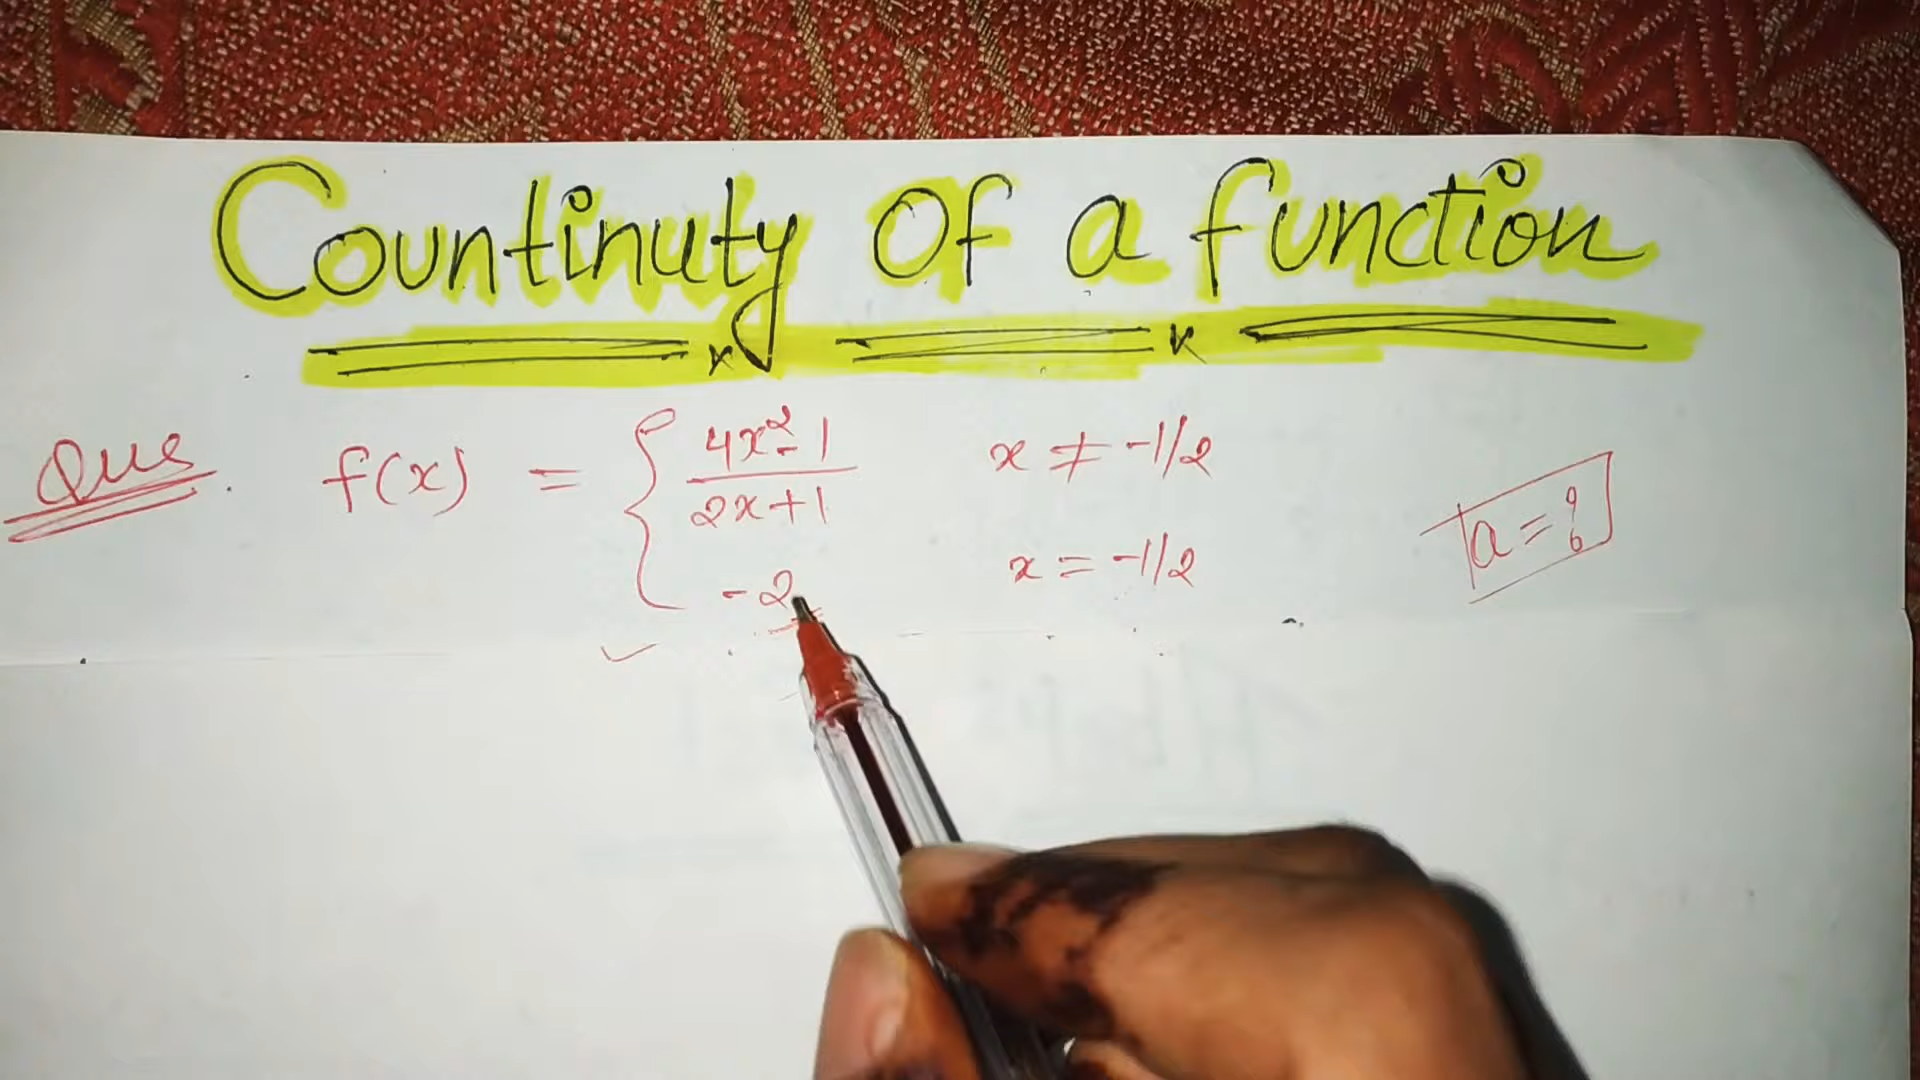 Countinuty Of a function
Que. f(x) = { 4x²-1 / 2x+1   x ≠ -1/2
-2   x = -1/2
a = ?